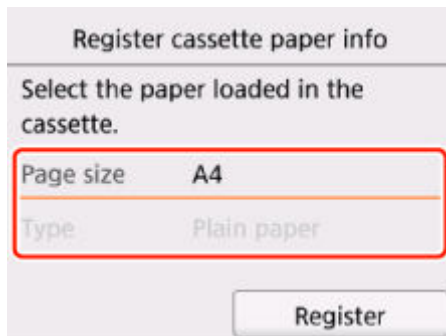 Register cassette paper info
Select the paper loaded in the
cassette.
Page size A4
Type Plain paper
Register